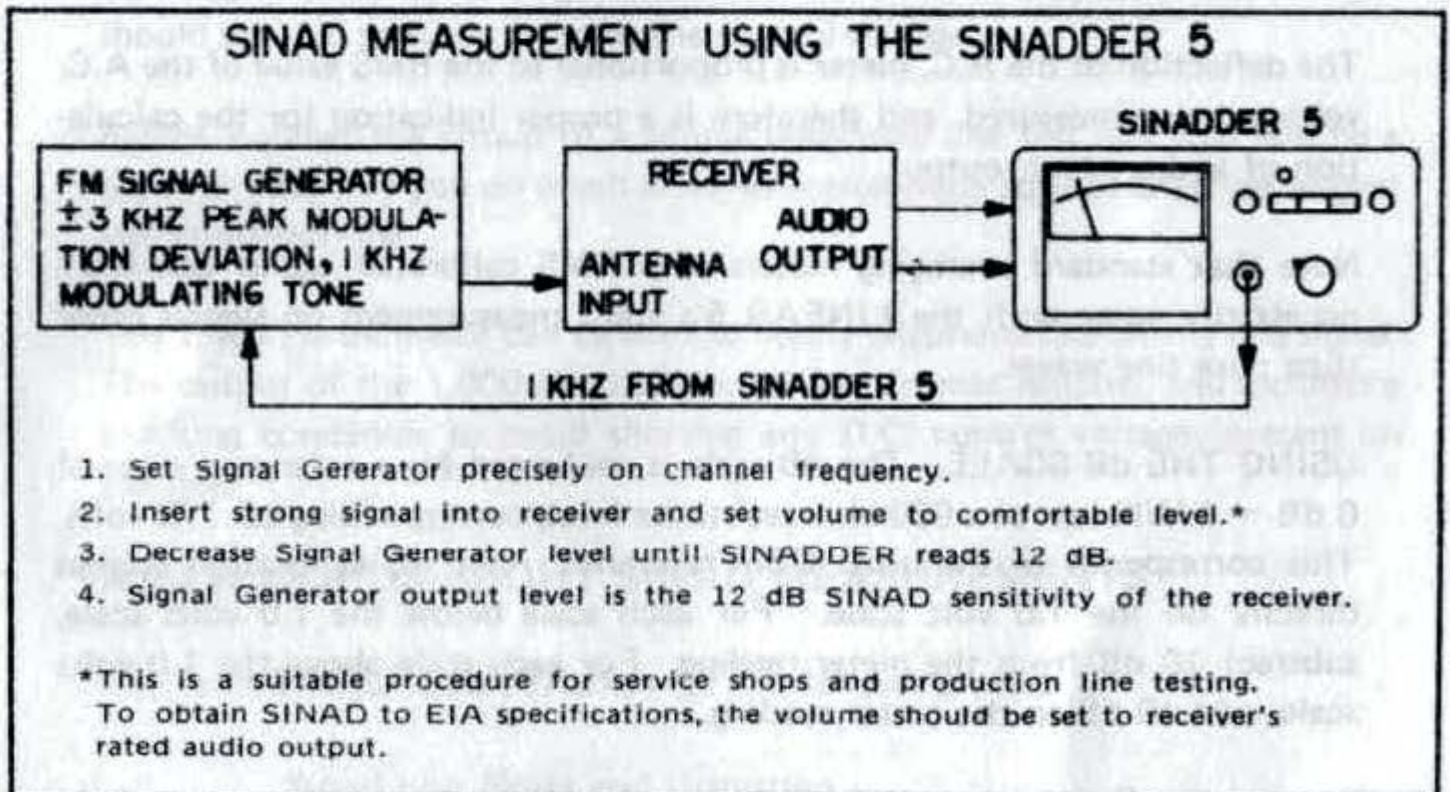 SINAD MEASUREMENT USING THE SINADDER 5
SINADDER 5
FM SIGNAL GENERATOR
±3 KHZ PEAK MODULA-
TION DEVIATION, 1 KHZ
MODULATING TONE
RECEIVER
AUDIO
OUTPUT
ANTENNA
INPUT
1 KHZ FROM SINADDER 5
1. Set Signal Gererator precisely on channel frequency.
2. Insert strong signal into receiver and set volume to comfortable level.*
3. Decrease Signal Generator level until SINADDER reads 12 dB.
4. Signal Generator output level is the 12 dB SINAD sensitivity of the receiver.
*This is a suitable procedure for service shops and production line testing.
To obtain SINAD to EIA specifications, the volume should be set to receiver's
rated audio output.